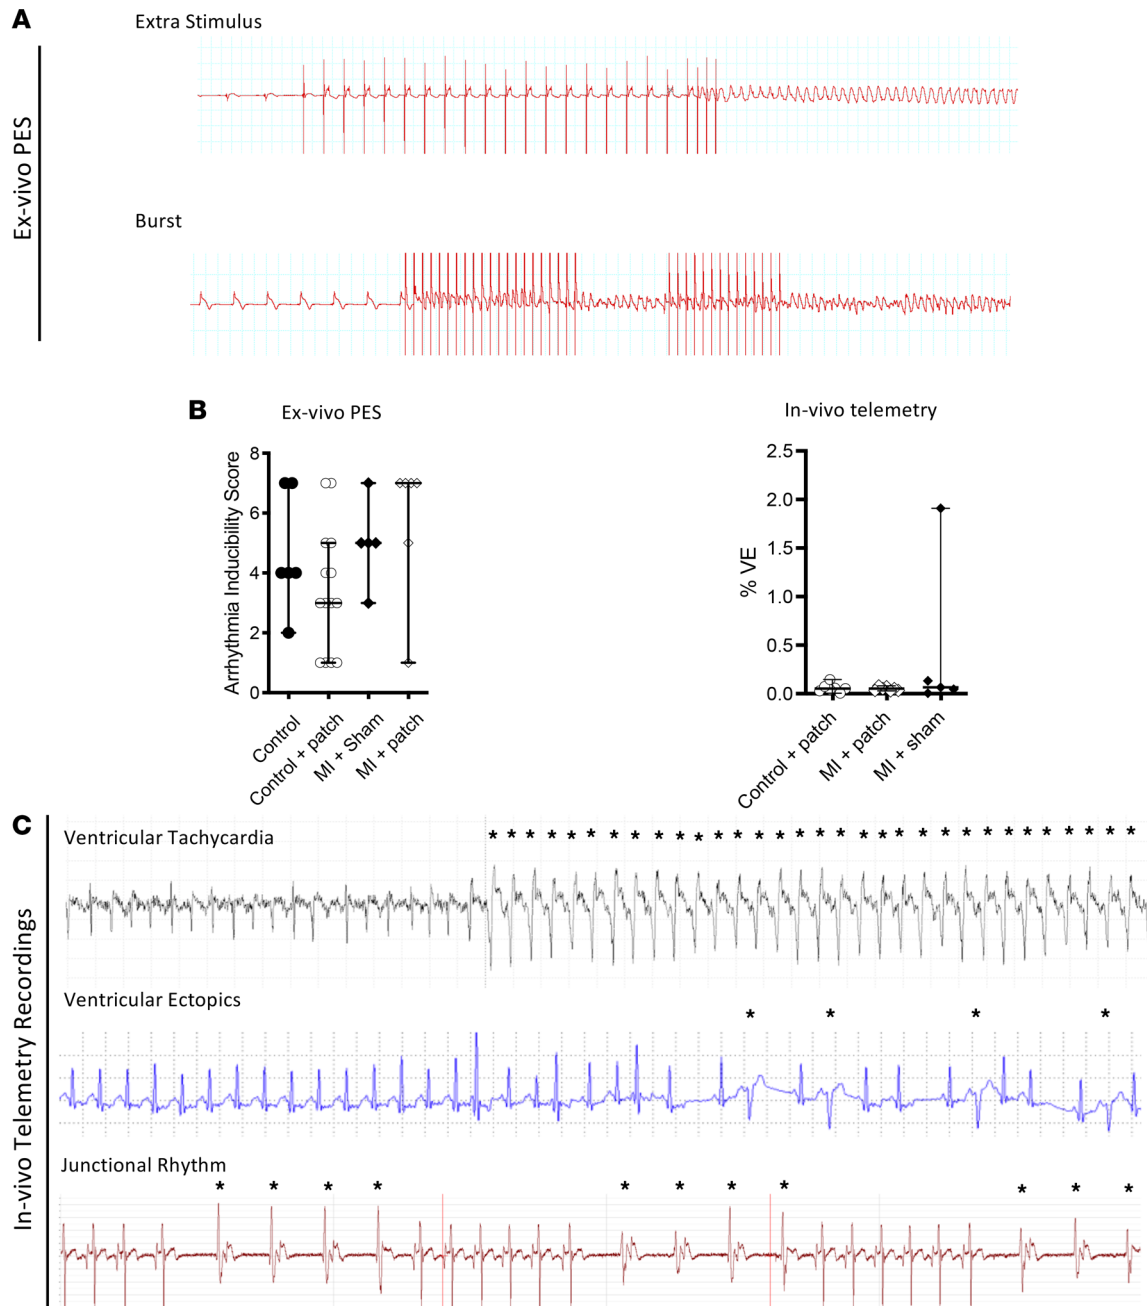 A
Extra Stimulus
Ex-vivo PES
Burst
B
Ex-vivo PES
Arrhythmia Inducibility Score
8
6
4
2
0
Control
Control + patch
MI + Sham
MI + patch
In-vivo telemetry
% VE
2.5
2.0
1.5
1.0
0.5
0.0
Control + patch
MI + patch
MI + sham
C
In-vivo Telemetry Recordings
Ventricular Tachycardia
* * * * * * * * * * * * * * * * * * * * * * * * * * * * * * * *
Ventricular Ectopics
* * * *
Junctional Rhythm
* * * * * * * * * * *